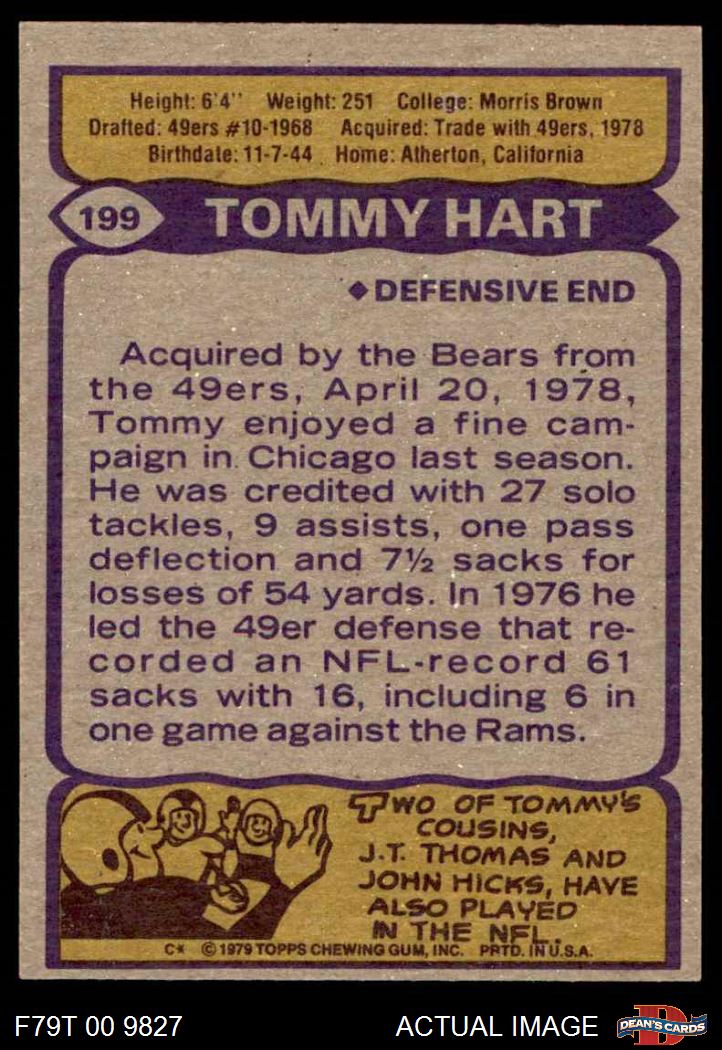 Height: 6'4" Weight: 251 College: Morris Brown
Drafted: 49ers #10-1968 Acquired: Trade with 49ers, 1978
Birthdate: 11-7-44 Home: Atherton, California
199 TOMMY HART
◆ DEFENSIVE END
Acquired by the Bears from
the 49ers, April 20, 1978,
Tommy enjoyed a fine cam-
paign in Chicago last season.
He was credited with 27 solo
tackles, 9 assists, one pass
deflection and 7½ sacks for
losses of 54 yards. In 1976 he
led the 49er defense that re-
corded an NFL-record 61
sacks with 16, including 6 in
one game against the Rams.
TWO OF TOMMY'S
COUSINS,
J.T. THOMAS AND
JOHN HICKS, HAVE
ALSO PLAYED
IN THE NFL.
C* © 1979 TOPPS CHEWING GUM, INC. PRTD. IN U.S.A.
F79T 00 9827 ACTUAL IMAGE
D
DEAN'S CARDS